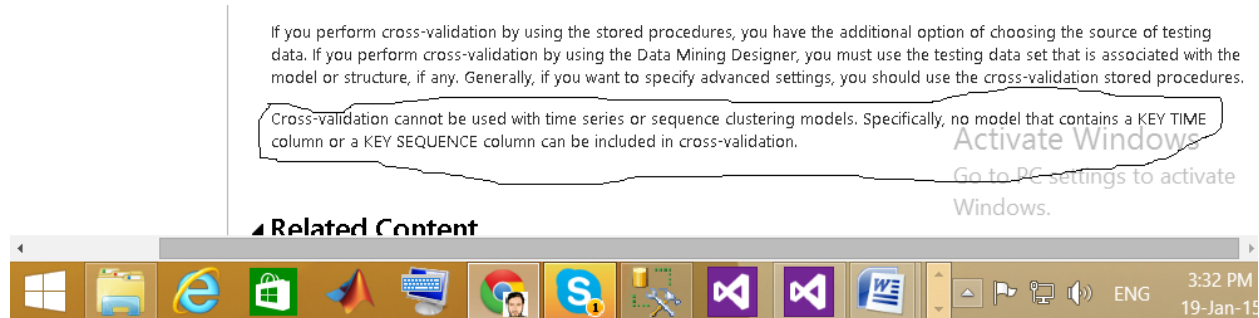 If you perform cross-validation by using the stored procedures, you have the additional option of choosing the source of testing
data. If you perform cross-validation by using the Data Mining Designer, you must use the testing data set that is associated with the
model or structure, if any. Generally, if you want to specify advanced settings, you should use the cross-validation stored procedures.
Cross-validation cannot be used with time series or sequence clustering models. Specifically, no model that contains a KEY TIME
column or a KEY SEQUENCE column can be included in cross-validation.
Activate Windows
Go to PC settings to activate
Windows.
Related Content
S
1
W
ENG
3:32 PM
19-Jan-15